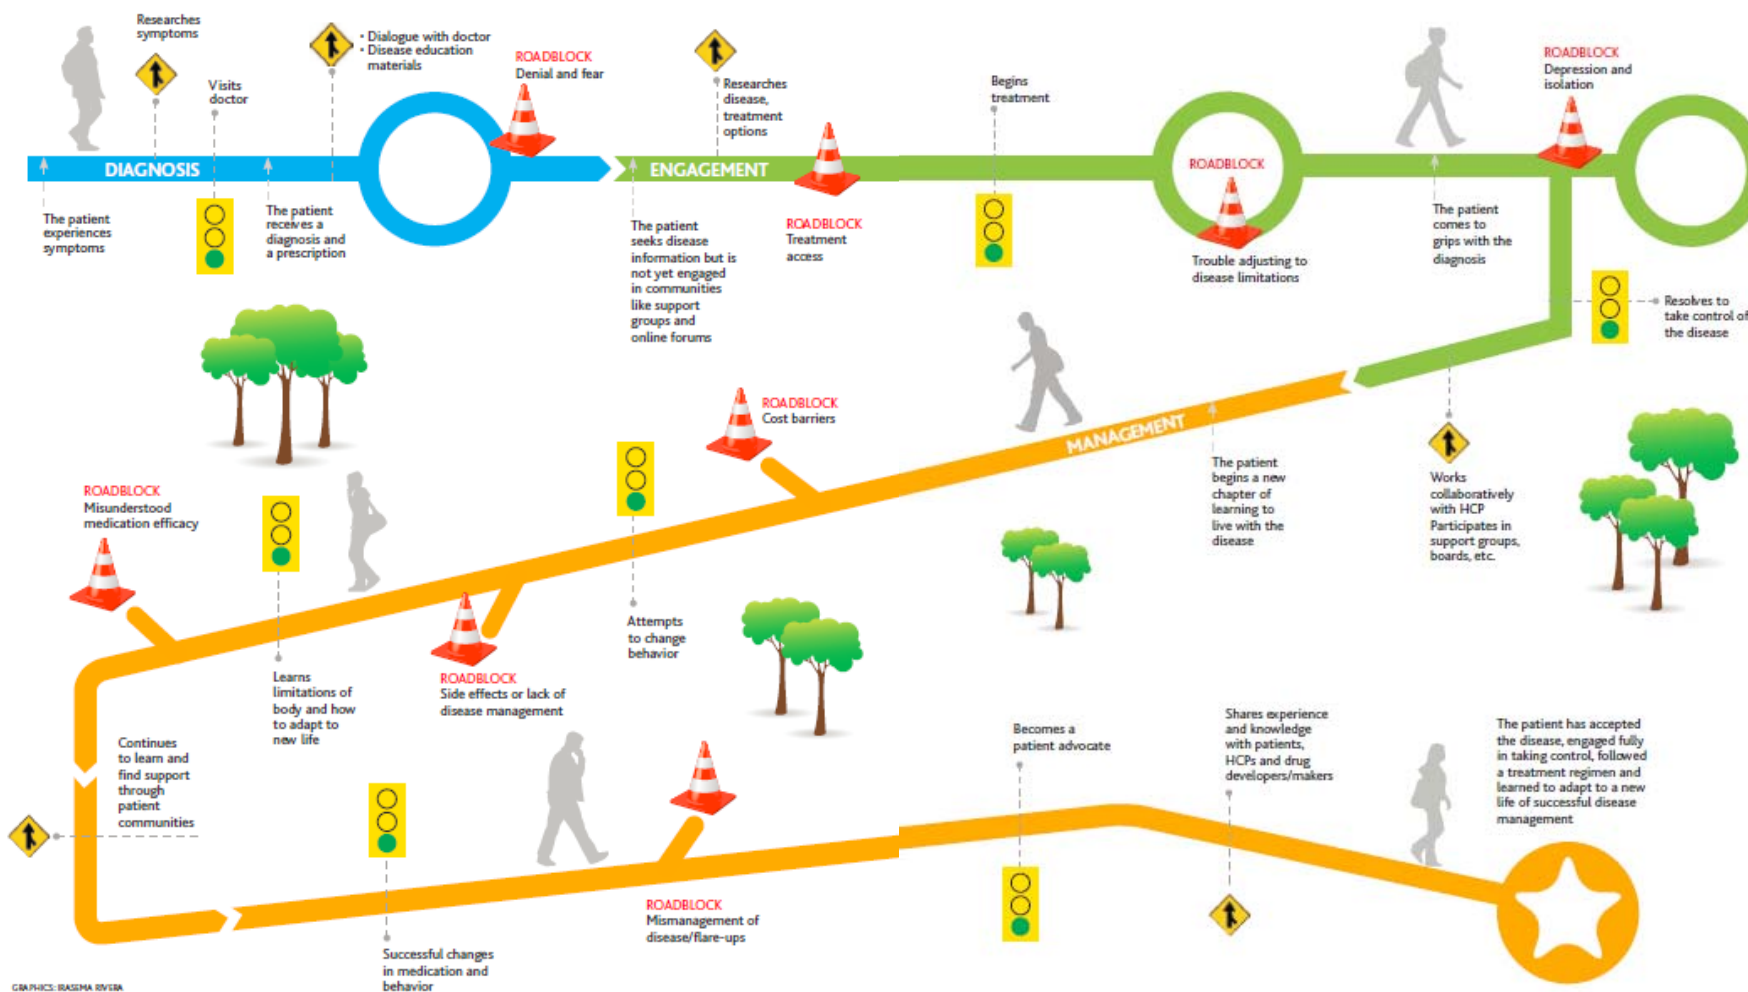 Researches
symptoms
Visits
doctor
• Dialogue with doctor
• Disease education
materials
ROADBLOCK
Denial and fear
DIAGNOSIS
The patient
experiences
symptoms
The patient
receives a
diagnosis and
a prescription
Researches
disease,
treatment
options
ENGAGEMENT
The patient
seeks disease
information but is
not yet engaged
in communities
like support
groups and
online forums
ROADBLOCK
Treatment
access
Begins
treatment
ROADBLOCK
Trouble adjusting to
disease limitations
The patient
comes to
grips with the
diagnosis
ROADBLOCK
Depression and
isolation
Resolves to
take control of
the disease
Works
collaboratively
with HCP
Participates in
support groups,
boards, etc.
MANAGEMENT
The patient
begins a new
chapter of
learning to
live with the
disease
ROADBLOCK
Cost barriers
Attempts
to change
behavior
ROADBLOCK
Side effects or lack of
disease management
Learns
limitations of
body and how
to adapt to
new life
ROADBLOCK
Misunderstood
medication efficacy
Continues
to learn and
find support
through
patient
communities
Successful changes
in medication and
behavior
ROADBLOCK
Mismanagement of
disease/flare-ups
Becomes a
patient advocate
Shares experience
and knowledge
with patients,
HCPs and drug
developers/makers
The patient has accepted
the disease, engaged fully
in taking control, followed
a treatment regimen and
learned to adapt to a new
life of successful disease
management
GRAPHICS: IRASEMA RIVERA